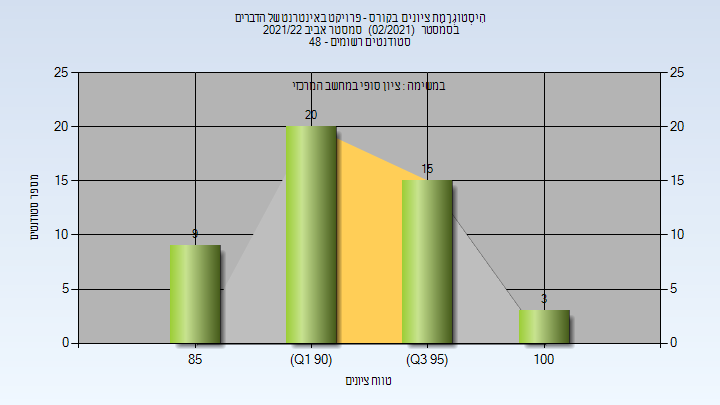 היסטוגרמת ציונים בקורס - פרויקט באינטרנט של הדברים
בסמסטר (02/2021) סמסטר אביב 2021/22
סטודנטים רשומים - 48
במשימה : ציון סופי במחשב המרכזי
25
20
15
10
5
0
25
20
15
10
5
0
9
20
15
3
85
(Q1 90)
(Q3 95)
100
מספר סטודנטים
טווח ציונים